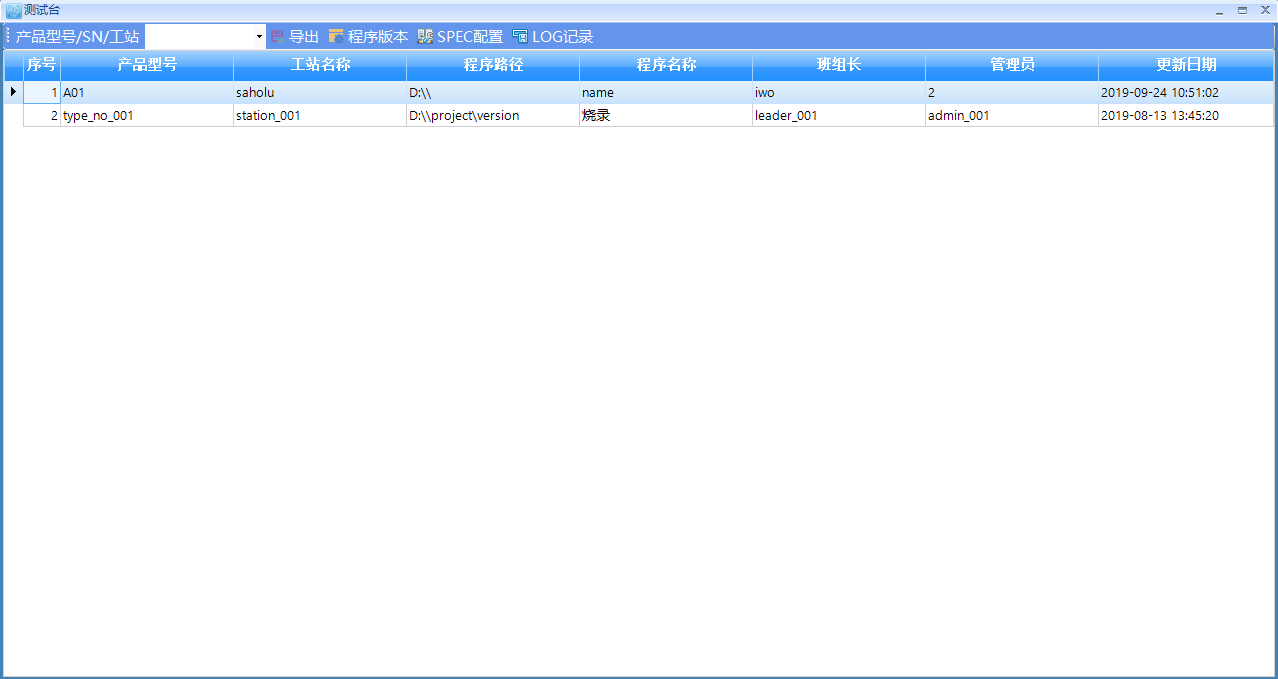 测试台
产品型号/SN/工站 导出 程序版本 SPEC配置 LOG记录
序号 产品型号 工站名称 程序路径 程序名称 班组长 管理员 更新日期
1 A01 saholu D:\\ name iwo 2 2019-09-24 10:51:02
2 type_no_001 station_001 D:\\project\version 烧录 leader_001 admin_001 2019-08-13 13:45:20